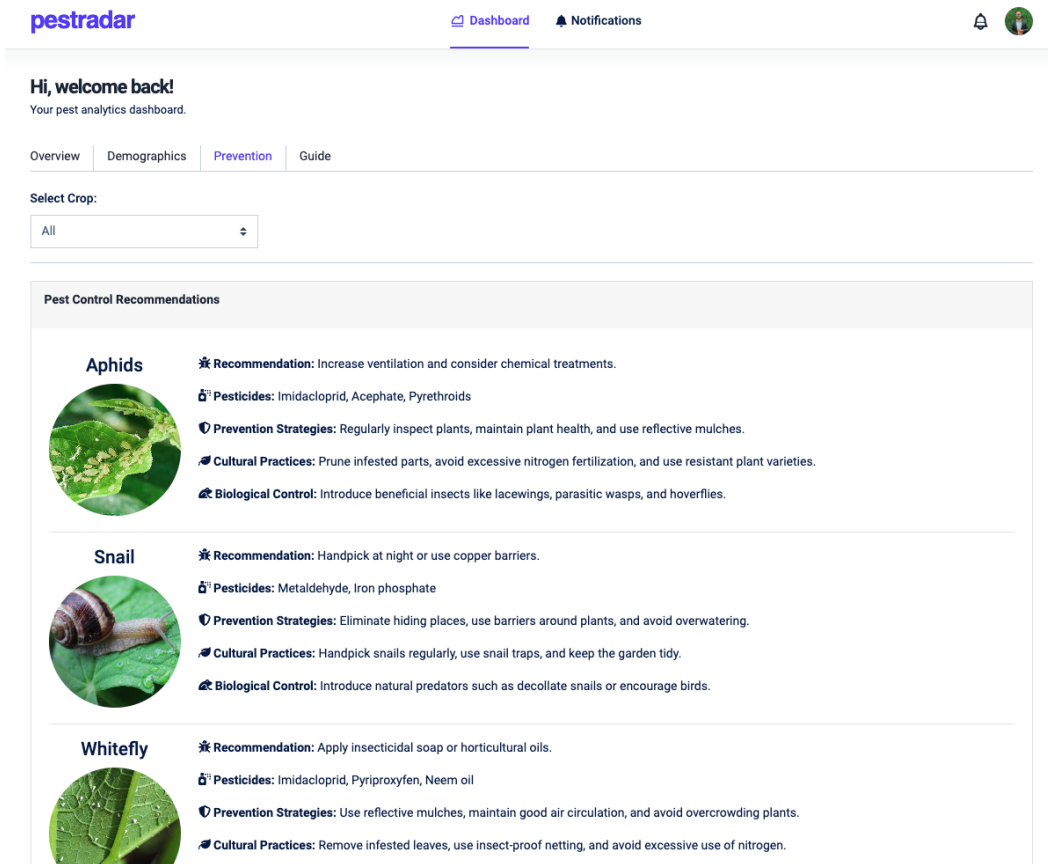 pestradar
Dashboard
Notifications
Hi, welcome back!
Your pest analytics dashboard.
Overview
Demographics
Prevention
Guide
Select Crop:
All
Pest Control Recommendations
Aphids
Recommendation: Increase ventilation and consider chemical treatments.
Pesticides: Imidacloprid, Acephate, Pyrethroids
Prevention Strategies: Regularly inspect plants, maintain plant health, and use reflective mulches.
Cultural Practices: Prune infested parts, avoid excessive nitrogen fertilization, and use resistant plant varieties.
Biological Control: Introduce beneficial insects like lacewings, parasitic wasps, and hoverflies.
Snail
Recommendation: Handpick at night or use copper barriers.
Pesticides: Metaldehyde, Iron phosphate
Prevention Strategies: Eliminate hiding places, use barriers around plants, and avoid overwatering.
Cultural Practices: Handpick snails regularly, use snail traps, and keep the garden tidy.
Biological Control: Introduce natural predators such as decollate snails or encourage birds.
Whitefly
Recommendation: Apply insecticidal soap or horticultural oils.
Pesticides: Imidacloprid, Pyriproxyfen, Neem oil
Prevention Strategies: Use reflective mulches, maintain good air circulation, and avoid overcrowding plants.
Cultural Practices: Remove infested leaves, use insect-proof netting, and avoid excessive use of nitrogen.